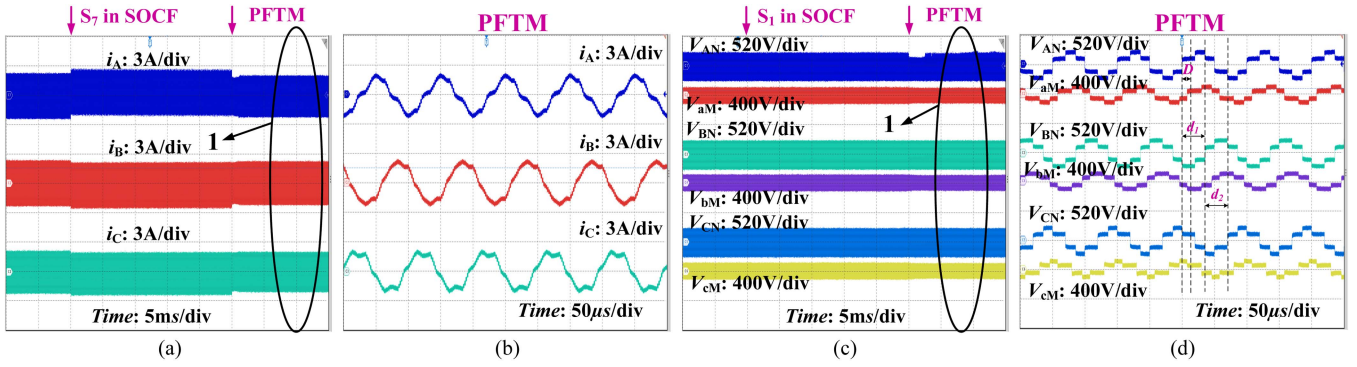 S7 in SOCF
PFTM
iA: 3A/div
iB: 3A/div
1
iC: 3A/div
Time: 5ms/div
(a)
PFTM
iA: 3A/div
iB: 3A/div
iC: 3A/div
Time: 50μs/div
(b)
S1 in SOCF
PFTM
VAN: 520V/div
VaM: 400V/div
1
VBN: 520V/div
VbM: 400V/div
VCN: 520V/div
VcM: 400V/div
Time: 5ms/div
(c)
PFTM
VAN: 520V/div
D
VaM: 400V/div
d1
VBN: 520V/div
VbM: 400V/div
d2
VCN: 520V/div
VcM: 400V/div
Time: 50μs/div
(d)